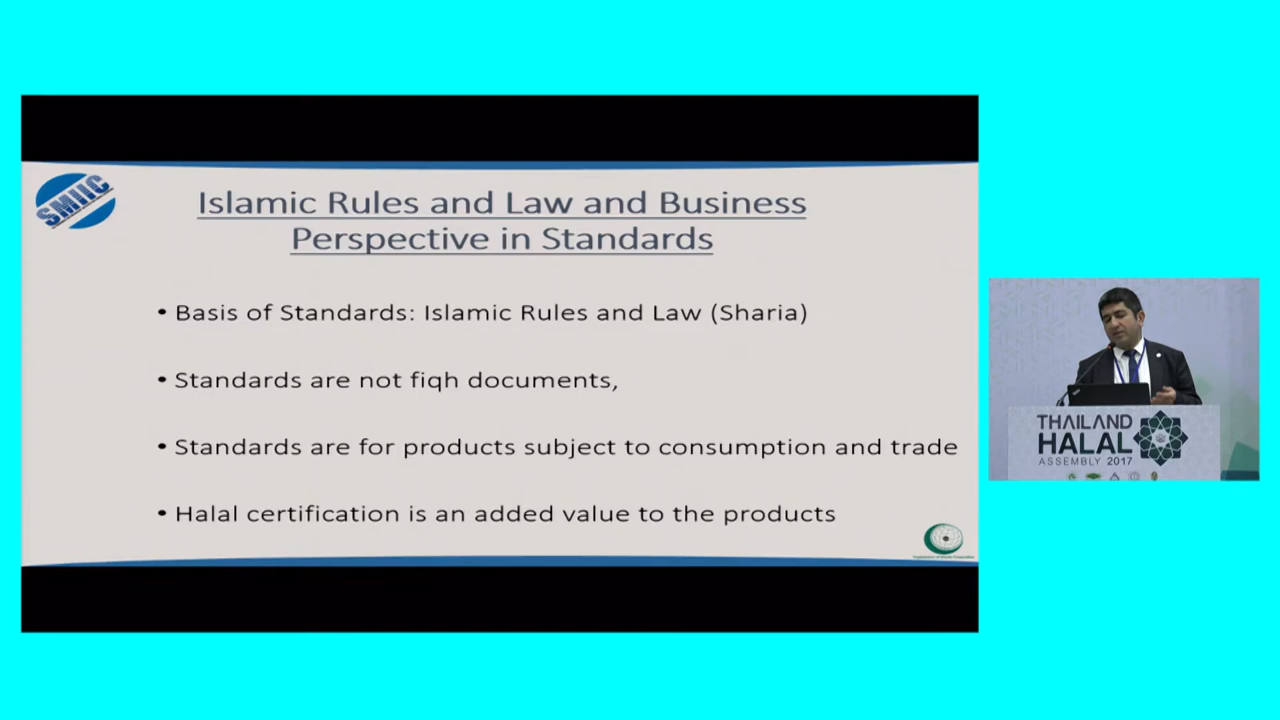 SMIIC
Islamic Rules and Law and Business
Perspective in Standards
• Basis of Standards: Islamic Rules and Law (Sharia)
• Standards are not fiqh documents,
• Standards are for products subject to consumption and trade
• Halal certification is an added value to the products
THAILAND
HALAL
ASSEMBLY 2017